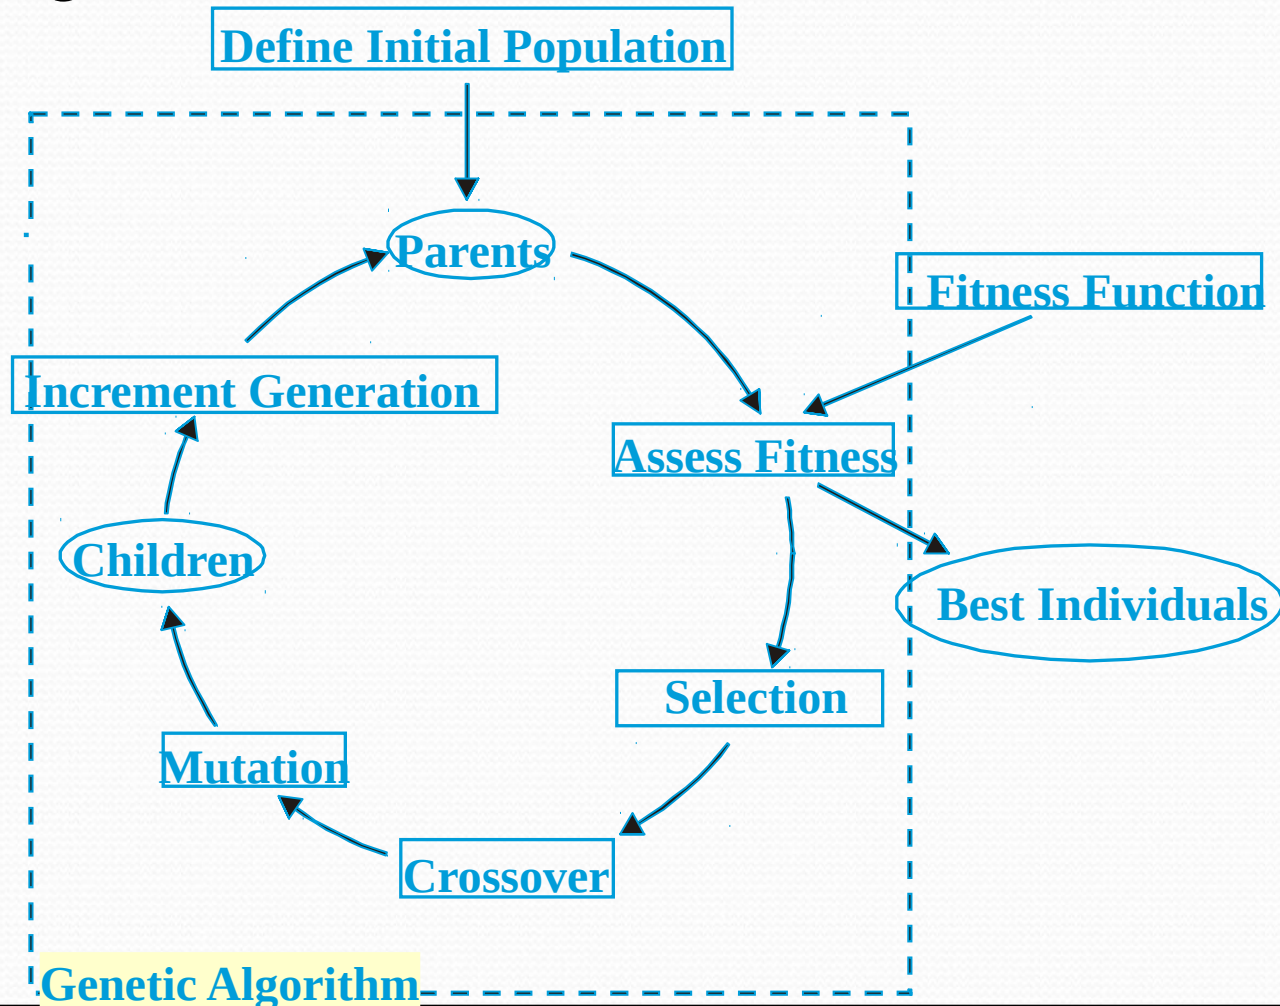 Define Initial Population
Parents
Fitness Function
Increment Generation
Assess Fitness
Children
Best Individuals
Selection
Mutation
Crossover
Genetic Algorithm